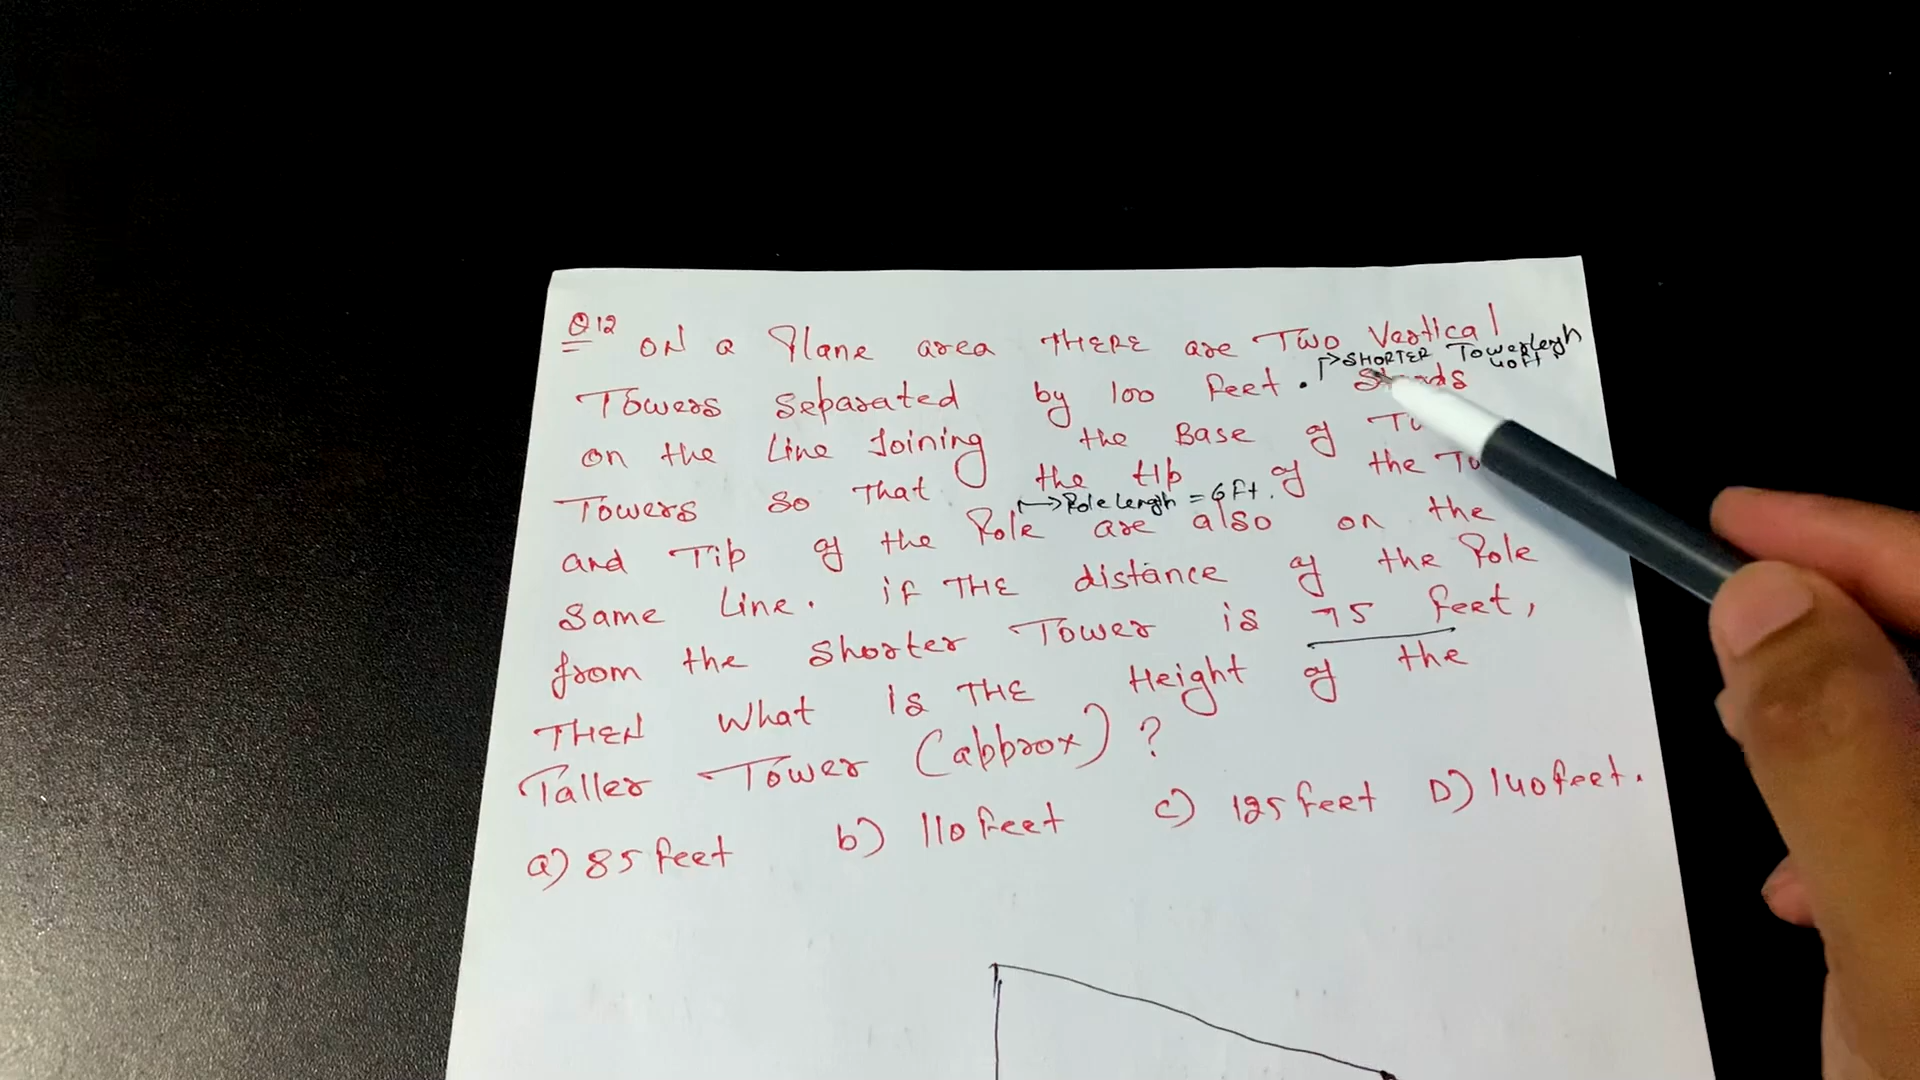 Q12 ON a Plane area THERE are Two Vertical
SHORTER Tower length
40ft
Towers separated by 100 feet.
on the Line Joining the Base of
Towers so that the tip of the
Pole length = 6 ft.
and Tip of the Pole are also on the
same Line. if THE distance of the Pole
from the shorter Tower is 75 feet,
THEN what is THE Height of the
Taller Tower (approx)?
a) 85 feet b) 110 feet c) 125 feet D) 140 feet.